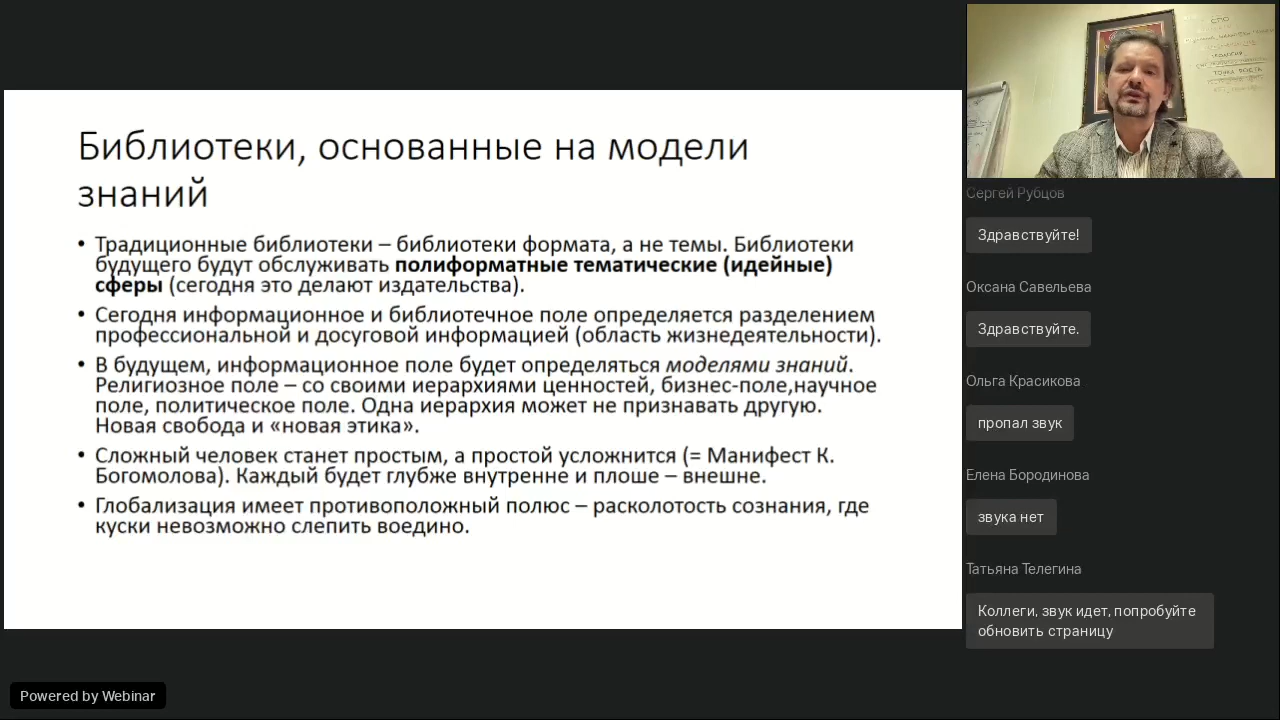 Библиотеки, основанные на модели
знаний
• Традиционные библиотеки – библиотеки формата, а не темы. Библиотеки
будущего будут обслуживать полиформатные тематические (идейные)
сферы (сегодня это делают издательства).
• Сегодня информационное и библиотечное поле определяется разделением
профессиональной и досуговой информацией (область жизнедеятельности).
• В будущем, информационное поле будет определяться моделями знаний.
Религиозное поле – со своими иерархиями ценностей, бизнес-поле,научное
поле, политическое поле. Одна иерархия может не признавать другую.
Новая свобода и «новая этика».
• Сложный человек станет простым, а простой усложнится (= Манифест К.
Богомолова). Каждый будет глубже внутренне и плоше – внешне.
• Глобализация имеет противоположный полюс – расколотость сознания, где
куски невозможно слепить воедино.
СПО
ТОЧКА РОСТА
Сергей Рубцов
Здравствуйте!
Оксана Савельева
Здравствуйте.
Ольга Красикова
пропал звук
Елена Бородинова
звука нет
Татьяна Телегина
Коллеги, звук идет, попробуйте
обновить страницу
Powered by Webinar